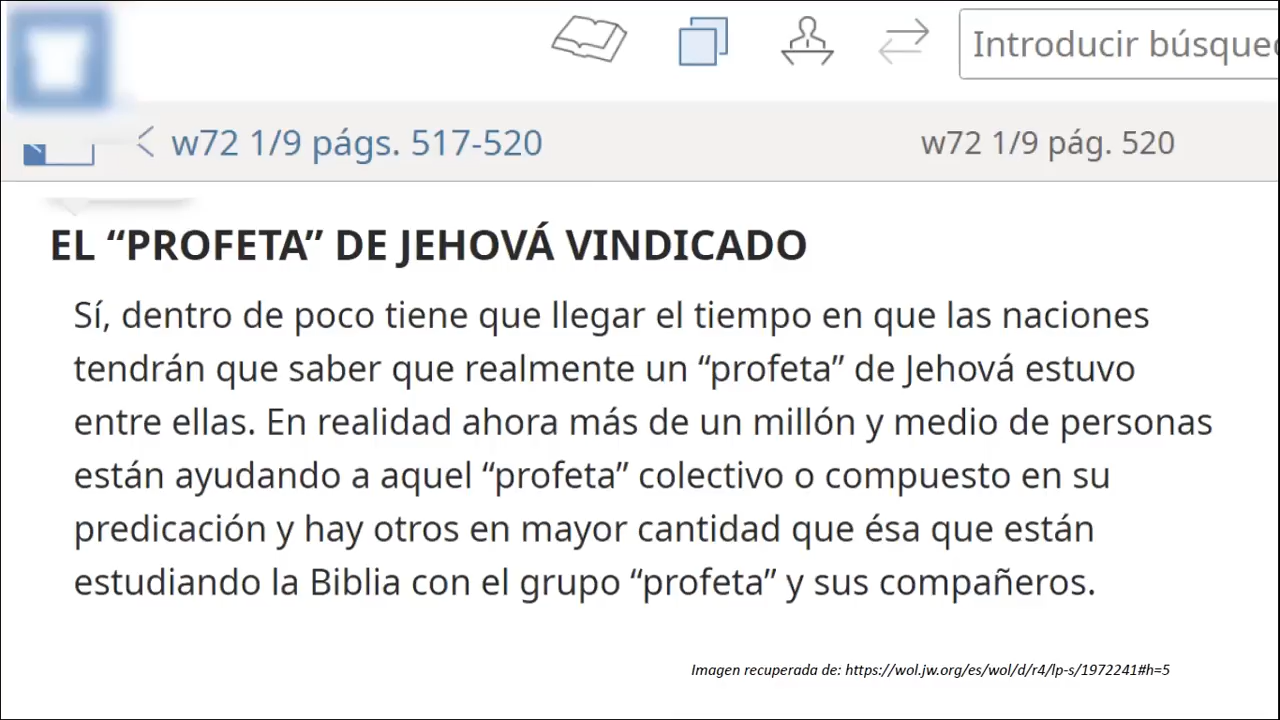 Introducir búsque
w72 1/9 págs. 517-520
w72 1/9 pág. 520
EL “PROFETA” DE JEHOVÁ VINDICADO
Sí, dentro de poco tiene que llegar el tiempo en que las naciones
tendrán que saber que realmente un “profeta” de Jehová estuvo
entre ellas. En realidad ahora más de un millón y medio de personas
están ayudando a aquel “profeta” colectivo o compuesto en su
predicación y hay otros en mayor cantidad que ésa que están
estudiando la Biblia con el grupo “profeta” y sus compañeros.
Imagen recuperada de: https://wol.jw.org/es/wol/d/r4/lp-s/1972241#h=5